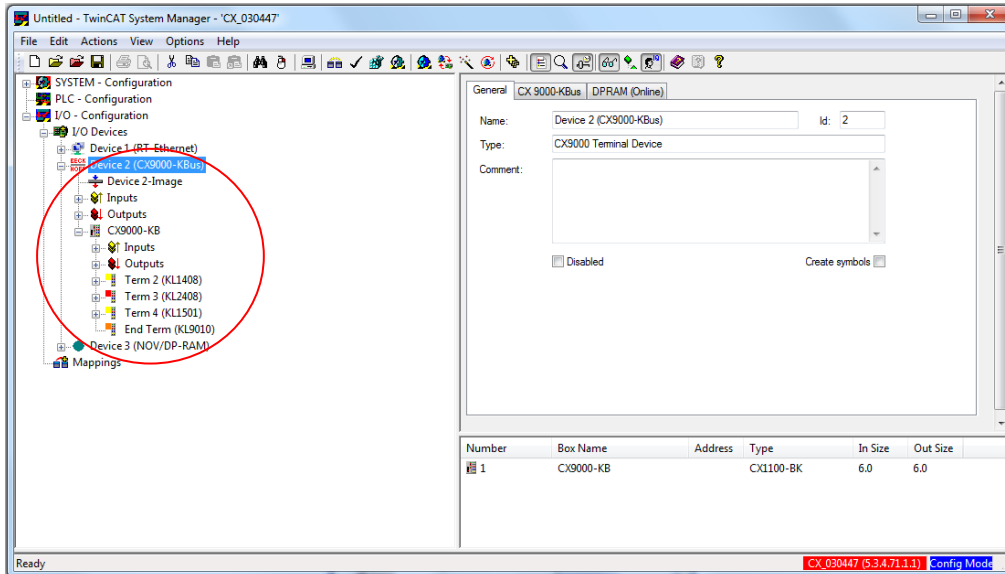 Untitled - TwinCAT System Manager - 'CX_030447'
File Edit Actions View Options Help
SYSTEM - Configuration
PLC - Configuration
I/O - Configuration
I/O Devices
Device 1 (RT-Ethernet)
Device 2 (CX9000-KBus)
Device 2-Image
Inputs
Outputs
CX9000-KB
Inputs
Outputs
Term 2 (KL1408)
Term 3 (KL2408)
Term 4 (KL1501)
End Term (KL9010)
Device 3 (NOV/DP-RAM)
Mappings
General CX 9000-KBus DPRAM (Online)
Name: Device 2 (CX9000-KBus) Id: 2
Type: CX9000 Terminal Device
Comment:
Disabled Create symbols
Number Box Name Address Type In Size Out Size
1 CX9000-KB CX1100-BK 6.0 6.0
Ready CX_030447 (5.3.4.71.1.1) Config Mode